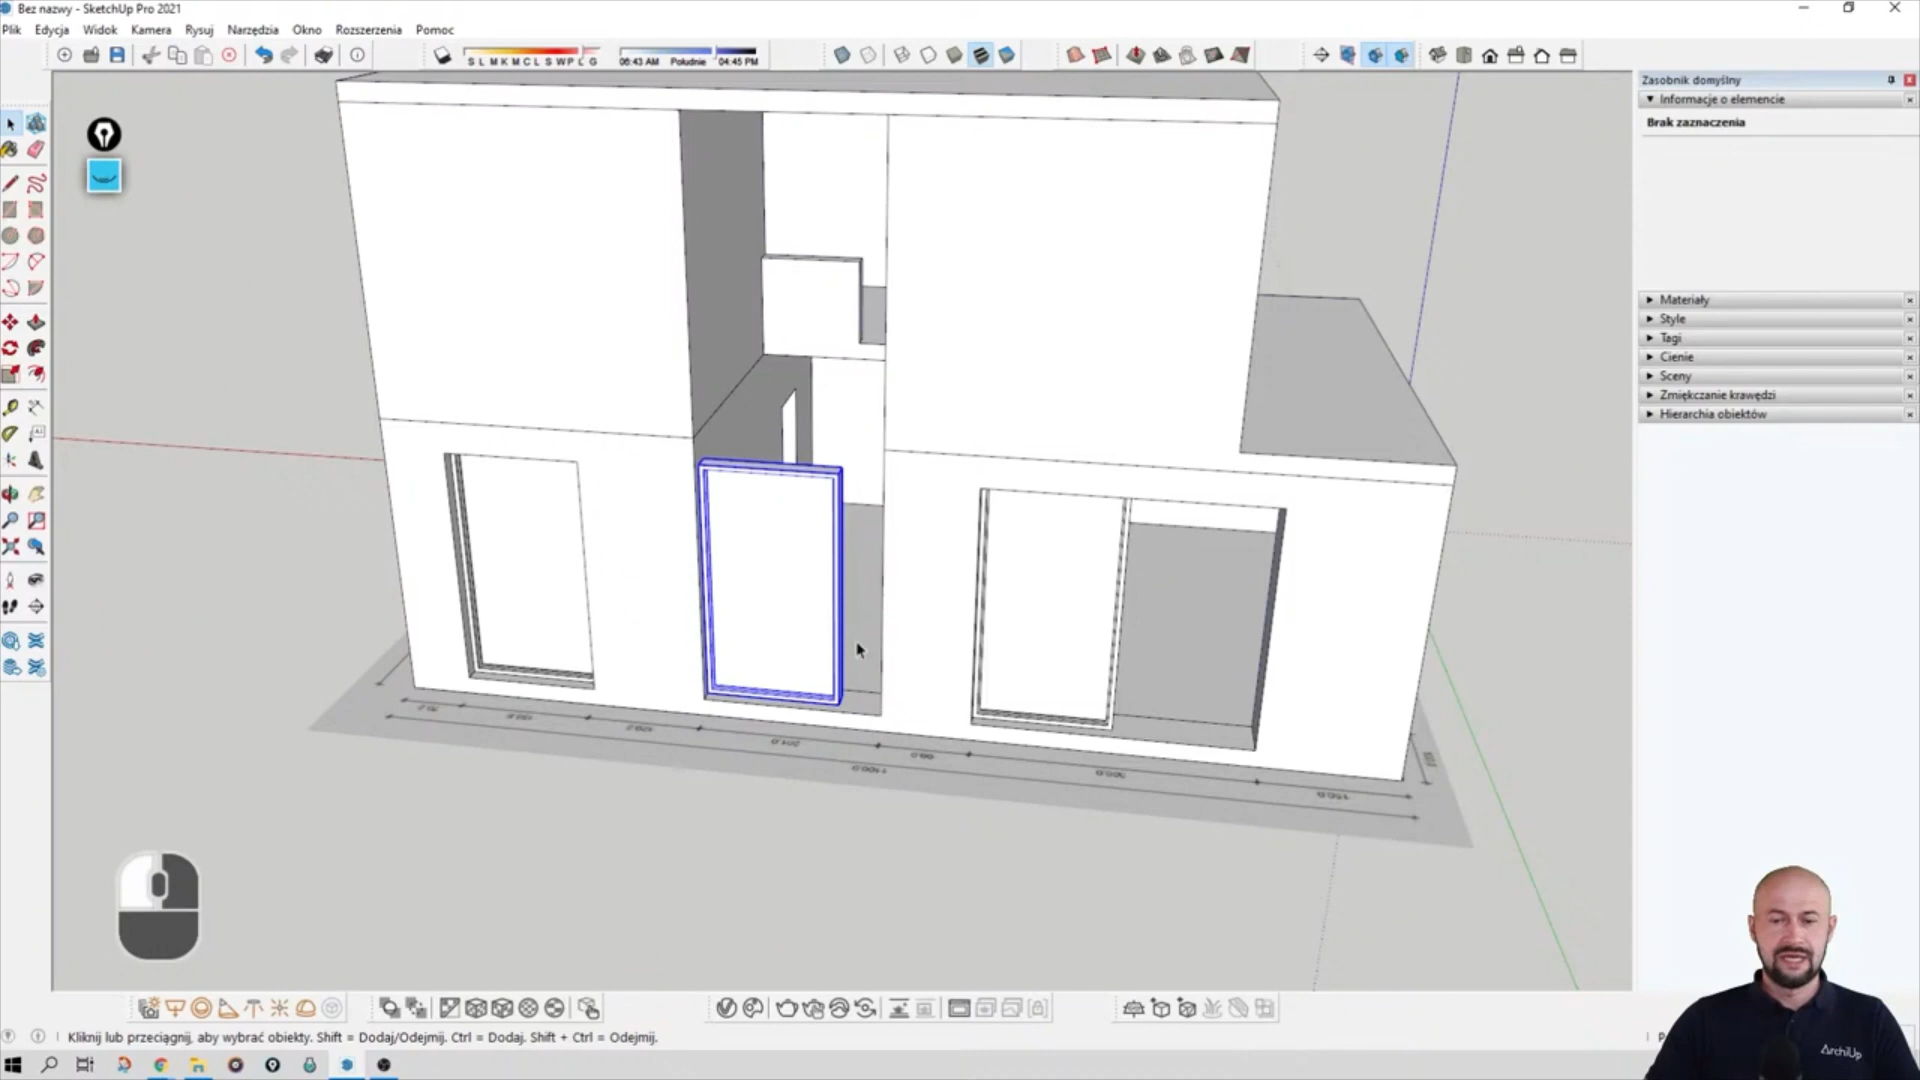 Bez nazwy - SketchUp Pro 2021
Plik Edycja Widok Kamera Rysuj Narzędzia Okno Rozszerzenia Pomoc
S L M K M C L S W P L G
06:43 AM Południe 04:45 PM
Zasobnik domyślny
Informacje o elemencie
Brak zaznaczenia
Materiały
Style
Tagi
Cienie
Sceny
Zmiękczanie krawędzi
Hierarchia obiektów
Kliknij lub przeciągnij, aby wybrać obiekty. Shift = Dodaj/Odejmij. Ctrl = Dodaj. Shift + Ctrl = Odejmij.
ArchiUp